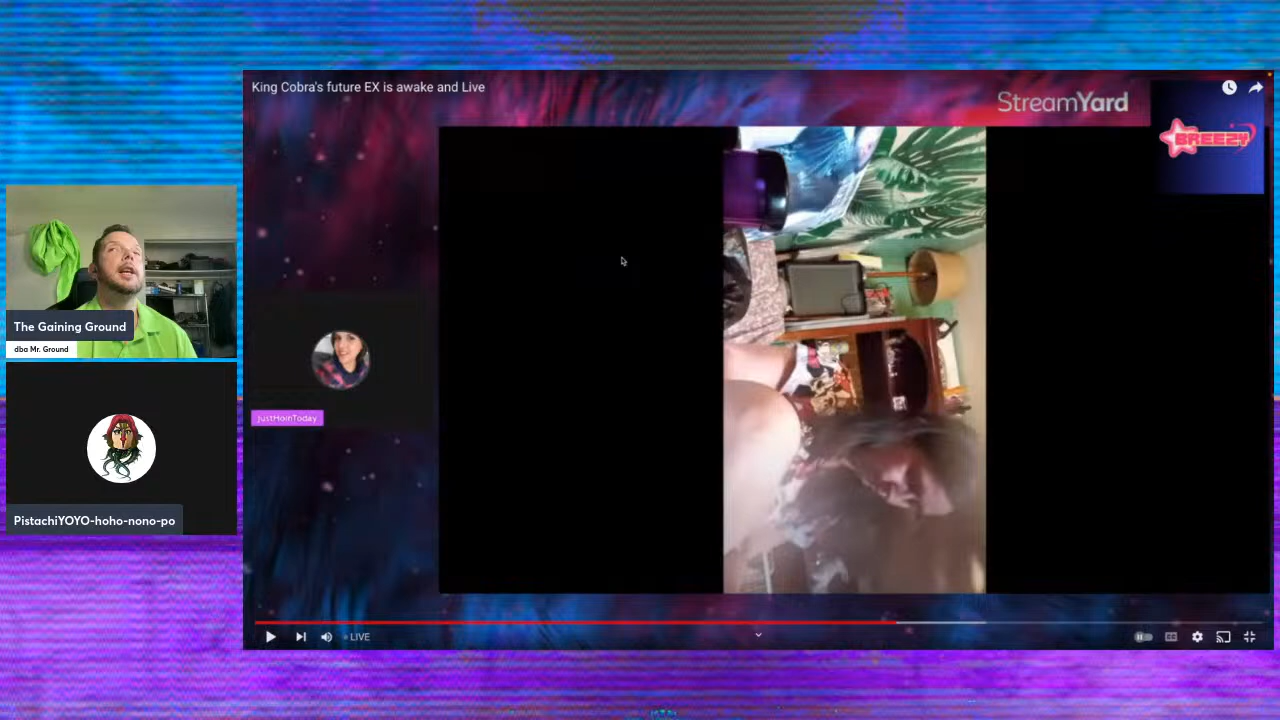 King Cobra's future EX is awake and Live
StreamYard
BREEZY
The Gaining Ground
dba Mr. Ground
JustHornToday
PistachiYOYO-hoho-nono-po
LIVE